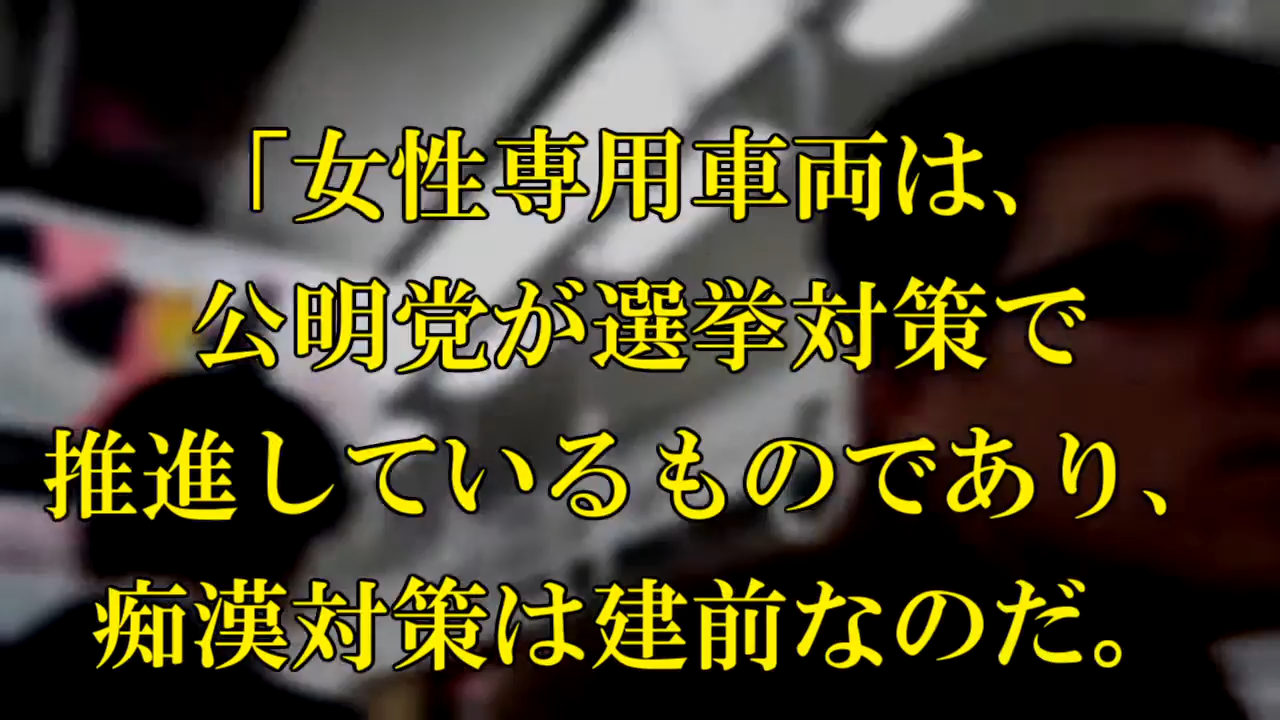 「女性専用車両は、
公明党が選挙対策で
推進しているものであり、
痴漢対策は建前なのだ。